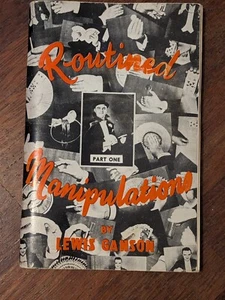 Routined
PART ONE
Manipulations
BY
LEWIS GANSON